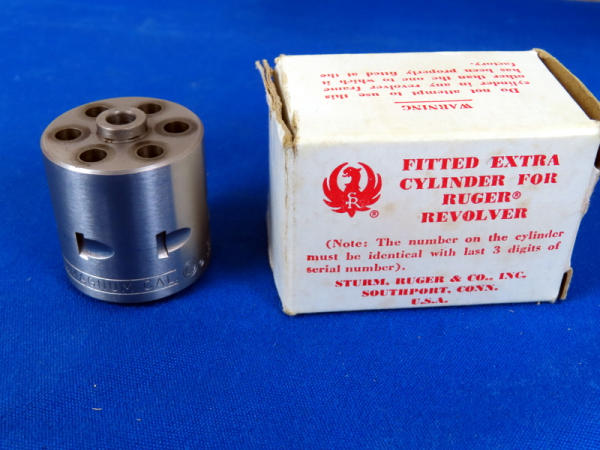 WARNING
Do not attempt to use this
cylinder in any revolver frame
other than the one to which it
has been properly fitted at the
factory.
FITTED EXTRA
CYLINDER FOR
RUGER®
REVOLVER
(Note: The number on the cylinder
must be identical with last 3 digits of
serial number).
STURM, RUGER & CO., INC.
SOUTHPORT, CONN.
U.S.A.
CAL